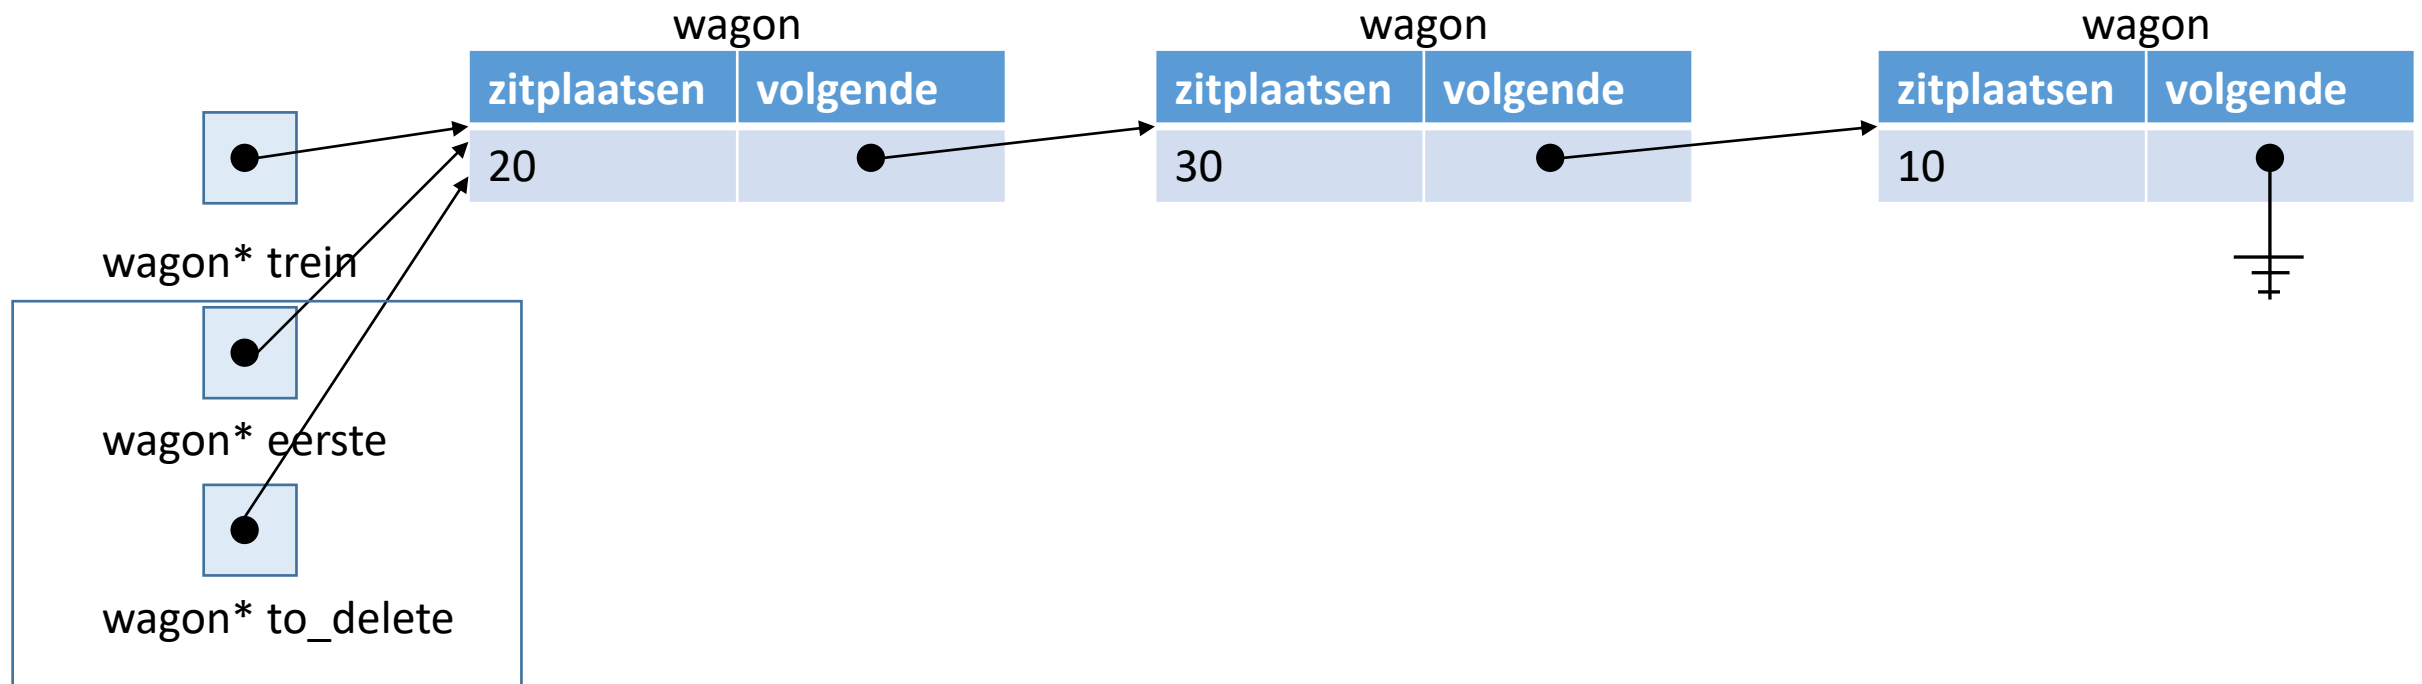 wagon wagon wagon
zitplaatsen volgende zitplaatsen volgende zitplaatsen volgende
20 30 10
wagon* trein
wagon* eerste
wagon* to_delete